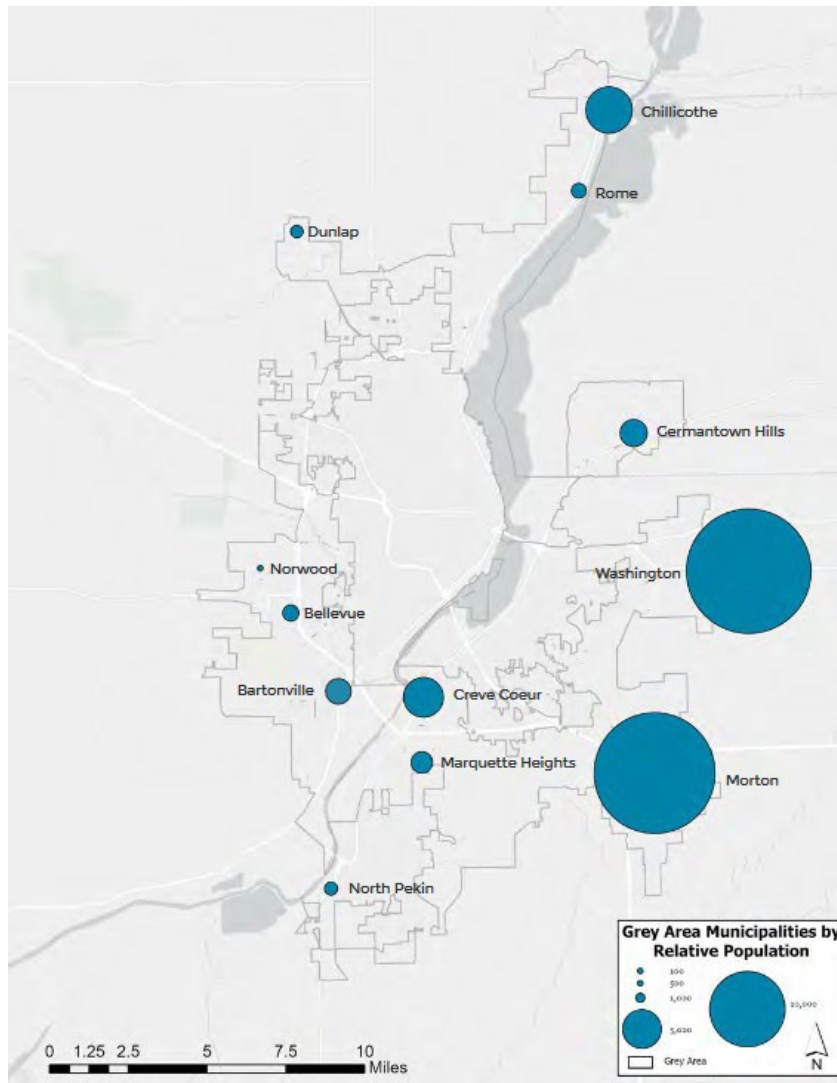 Chillicothe
Rome
Dunlap
Germantown Hills
Washington
Norwood
Bellevue
Bartonville
Creve Coeur
Marquette Heights
Morton
North Pekin
Grey Area Municipalities by
Relative Population
100
500
1,000
5,000
20,000
Grey Area
N
0 1.25 2.5 5 7.5 10
Miles